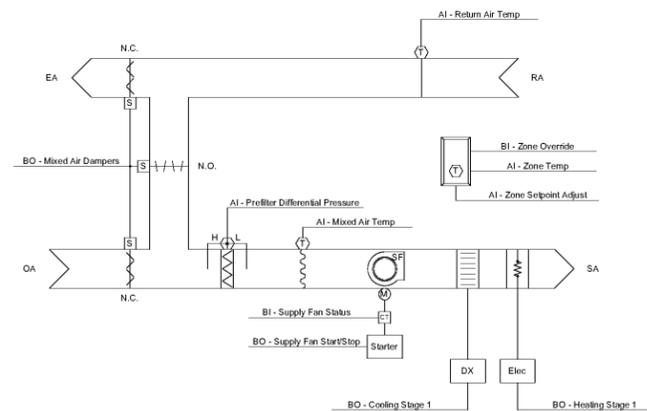 AI - Return Air Temp
N.C.
T
EA
RA
S
BI - Zone Override
BO - Mixed Air Dampers
S
N.O.
T
AI - Zone Temp
AI - Zone Setpoint Adjust
AI - Prefilter Differential Pressure
AI - Mixed Air Temp
S
H
L
T
SF
OA
SA
N.C.
M
BI - Supply Fan Status
CT
BO - Supply Fan Start/Stop
Starter
DX
Elec
BO - Cooling Stage 1
BO - Heating Stage 1